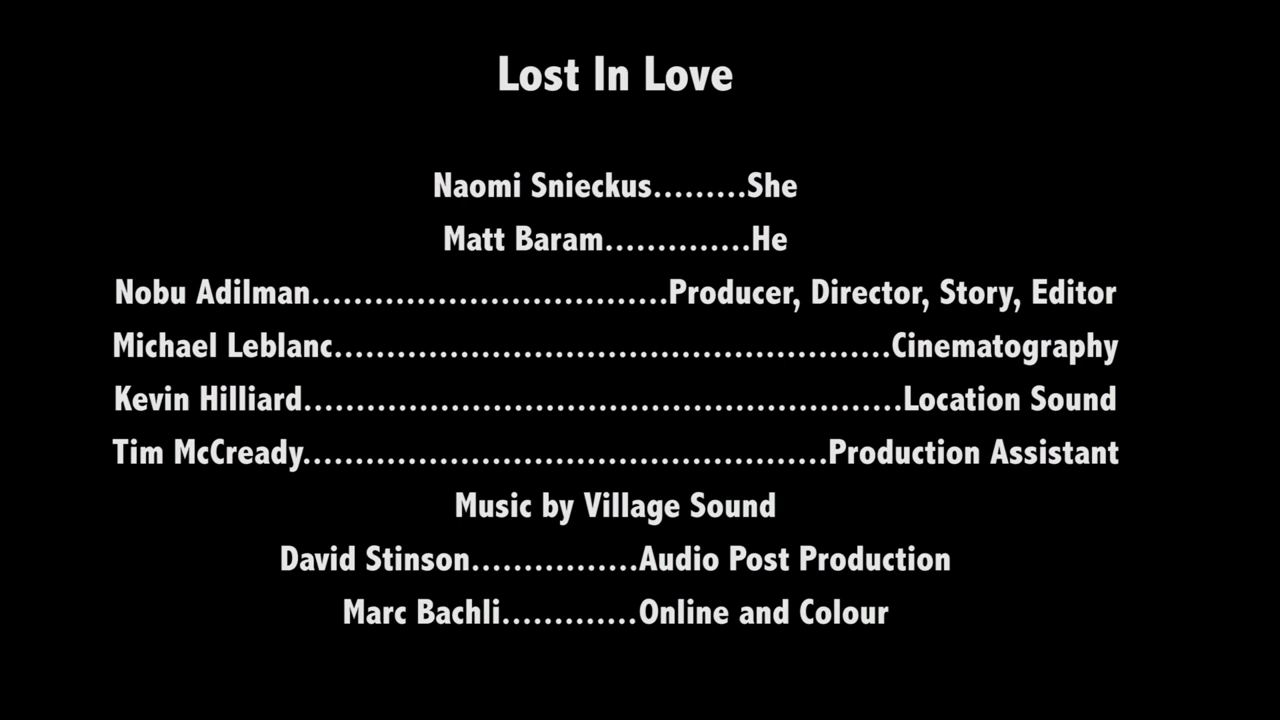 Lost In Love
Naomi Snieckus.........She
Matt Baram..............He
Nobu Adilman..................................Producer, Director, Story, Editor
Michael Leblanc.....................................................Cinematography
Kevin Hilliard.........................................................Location Sound
Tim McCready..................................................Production Assistant
Music by Village Sound
David Stinson................Audio Post Production
Marc Bachli.............Online and Colour